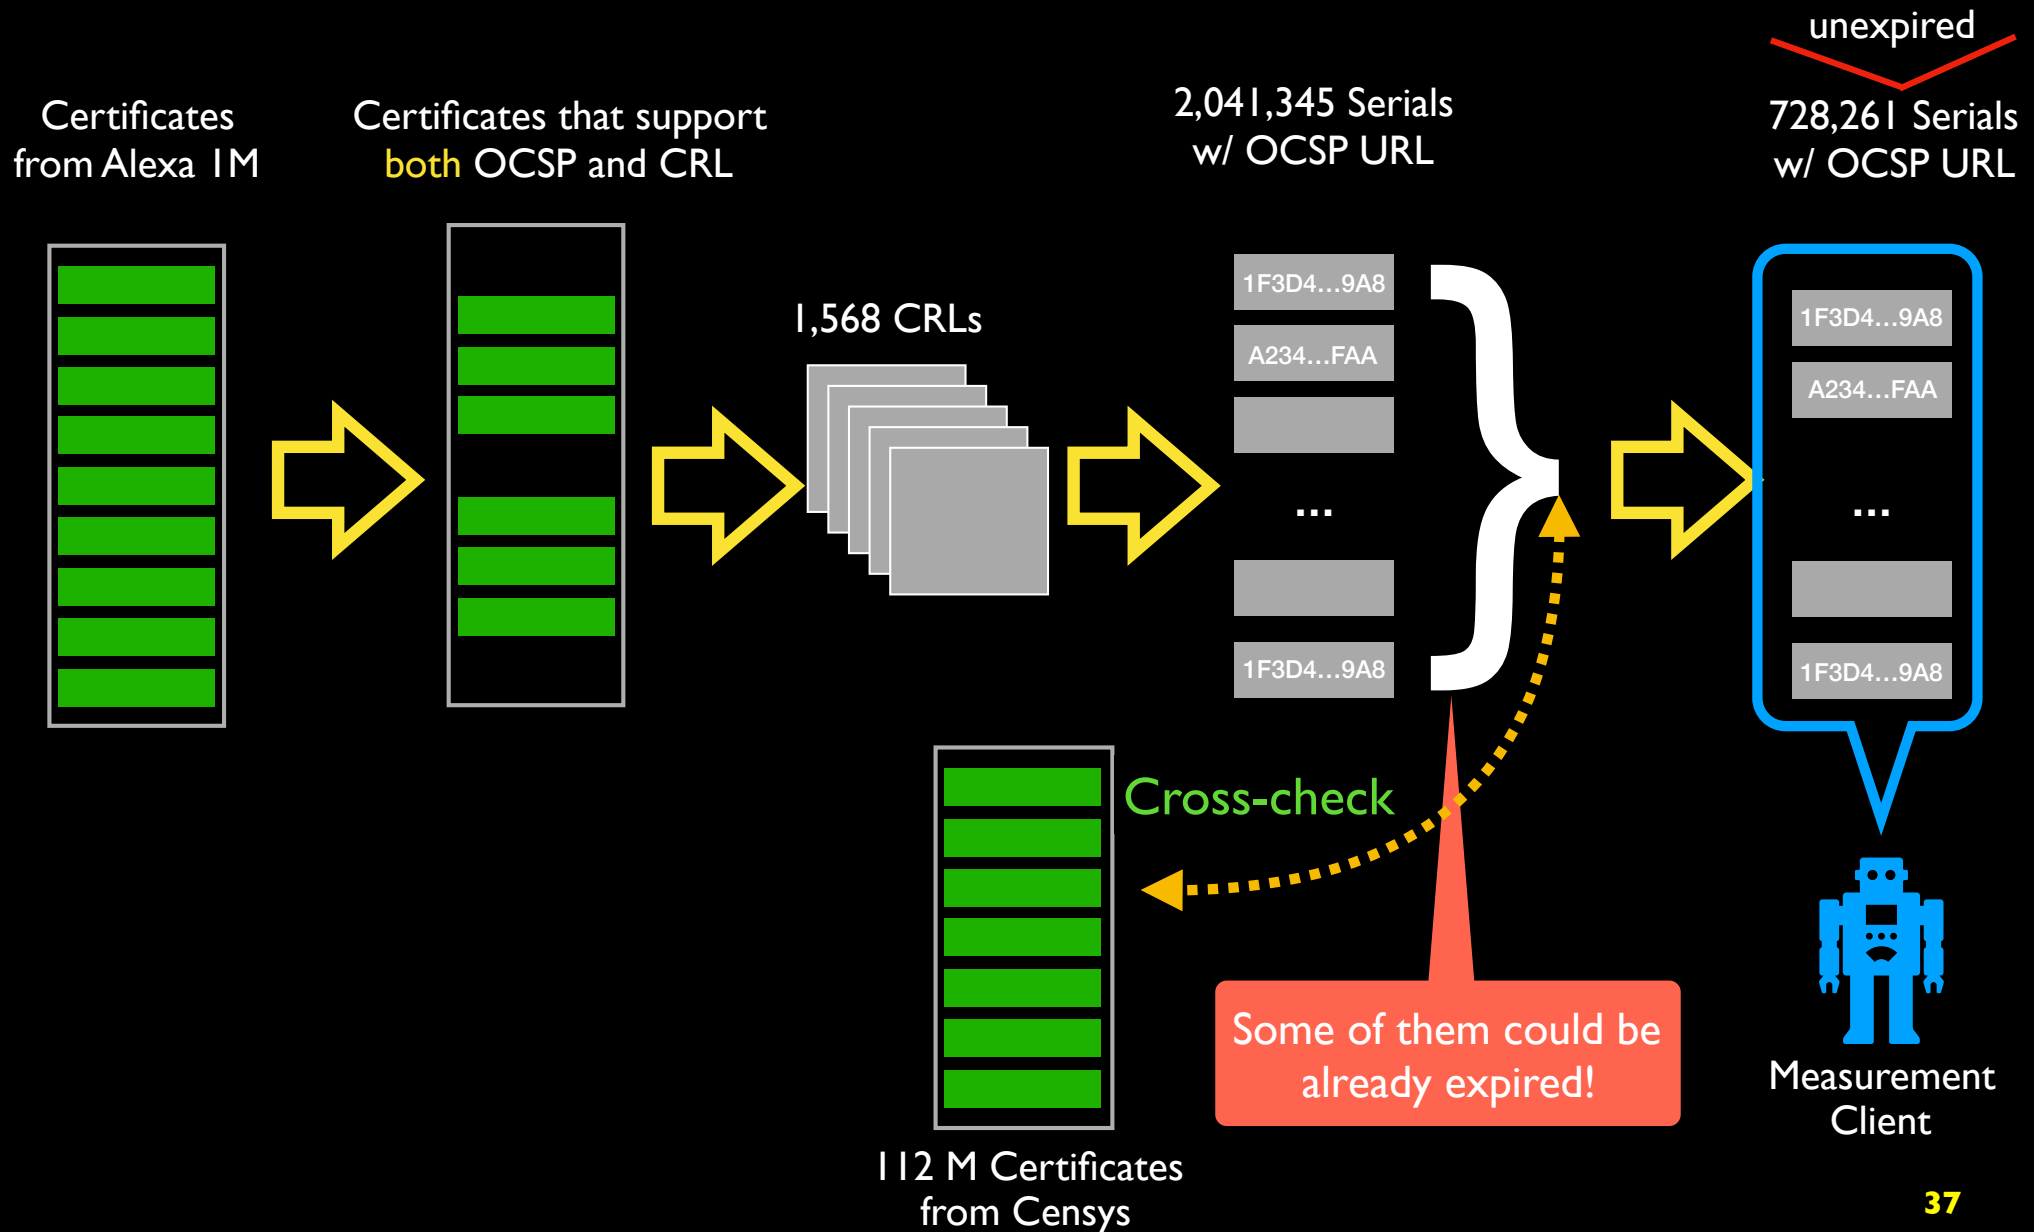 unexpired
Certificates
from Alexa 1M
Certificates that support
both OCSP and CRL
2,041,345 Serials
w/ OCSP URL
728,261 Serials
w/ OCSP URL
1,568 CRLs
1F3D4...9A8
A234...FAA
...
1F3D4...9A8
1F3D4...9A8
A234...FAA
...
1F3D4...9A8
Cross-check
Some of them could be
already expired!
Measurement
Client
112 M Certificates
from Censys
37